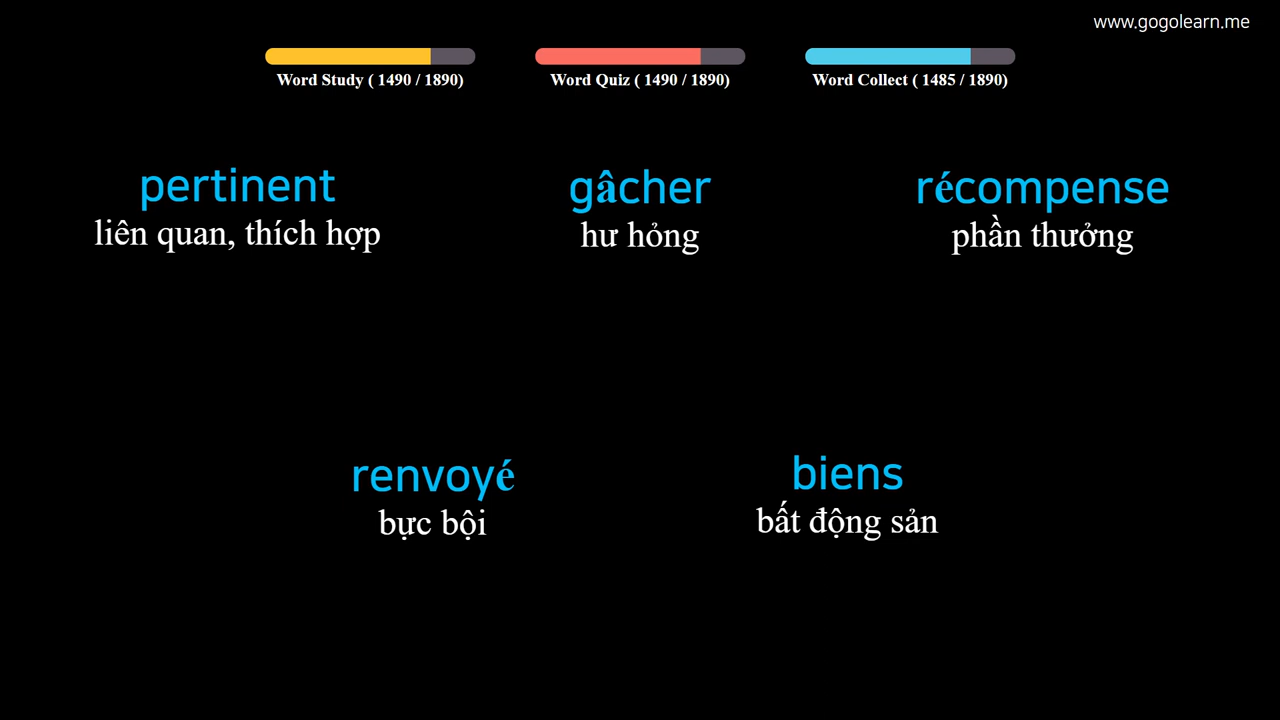 www.gogolearn.me
Word Study ( 1490 / 1890)
Word Quiz ( 1490 / 1890)
Word Collect ( 1485 / 1890)
pertinent
liên quan, thích hợp
gâcher
hư hỏng
récompense
phần thưởng
renvoyé
bực bội
biens
bất động sản